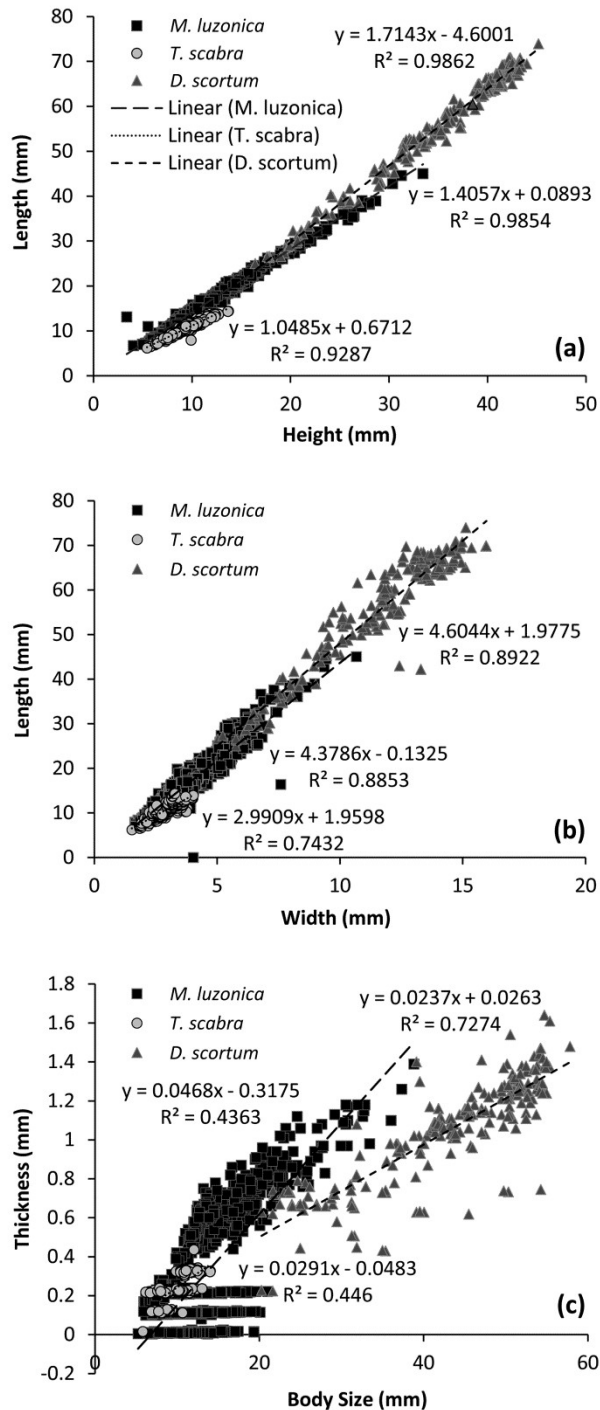 80
70
60
50
40
30
20
10
0
Length (mm)
M. luzonica
T. scabra
D. scortum
Linear (M. luzonica)
Linear (T. scabra)
Linear (D. scortum)
y = 1.7143x - 4.6001
R² = 0.9862
y = 1.4057x + 0.0893
R² = 0.9854
y = 1.0485x + 0.6712
R² = 0.9287
(a)
0 10 20 30 40 50
Height (mm)
80
70
60
50
40
30
20
10
0
Length (mm)
M. luzonica
T. scabra
D. scortum
y = 4.6044x + 1.9775
R² = 0.8922
y = 4.3786x - 0.1325
R² = 0.8853
y = 2.9909x + 1.9598
R² = 0.7432
(b)
0 5 10 15 20
Width (mm)
1.8
1.6
1.4
1.2
1
0.8
0.6
0.4
0.2
0
-0.2
Thickness (mm)
M. luzonica
T. scabra
D. scortum
y = 0.0237x + 0.0263
R² = 0.7274
y = 0.0468x - 0.3175
R² = 0.4363
y = 0.0291x - 0.0483
R² = 0.446
(c)
0 20 40 60
Body Size (mm)